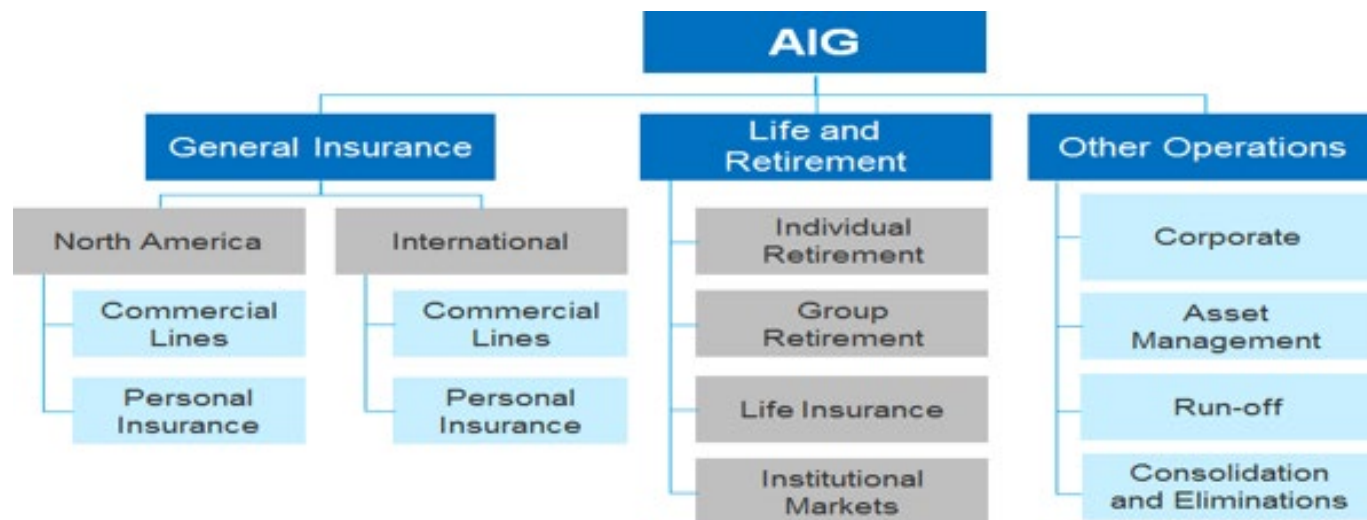 AIG
General Insurance
Life and
Retirement
Other Operations
North America
International
Commercial
Lines
Personal
Insurance
Commercial
Lines
Personal
Insurance
Individual
Retirement
Group
Retirement
Life Insurance
Institutional
Markets
Corporate
Asset
Management
Run-off
Consolidation
and Eliminations